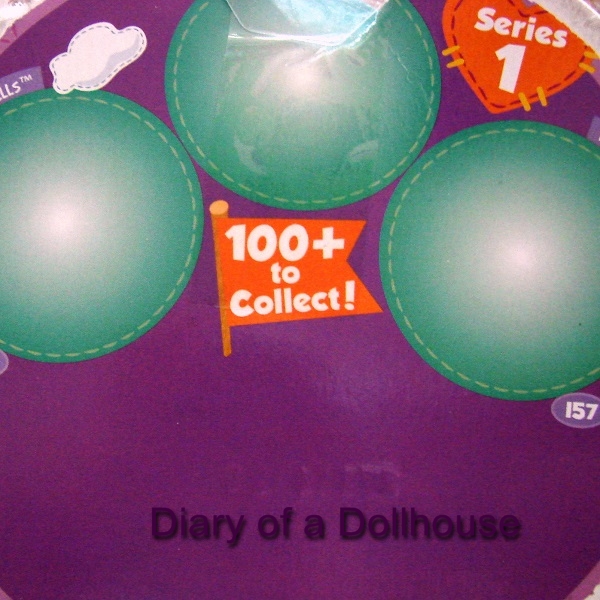 Series
1
100+
to
Collect!
157
Diary of a Dollhouse